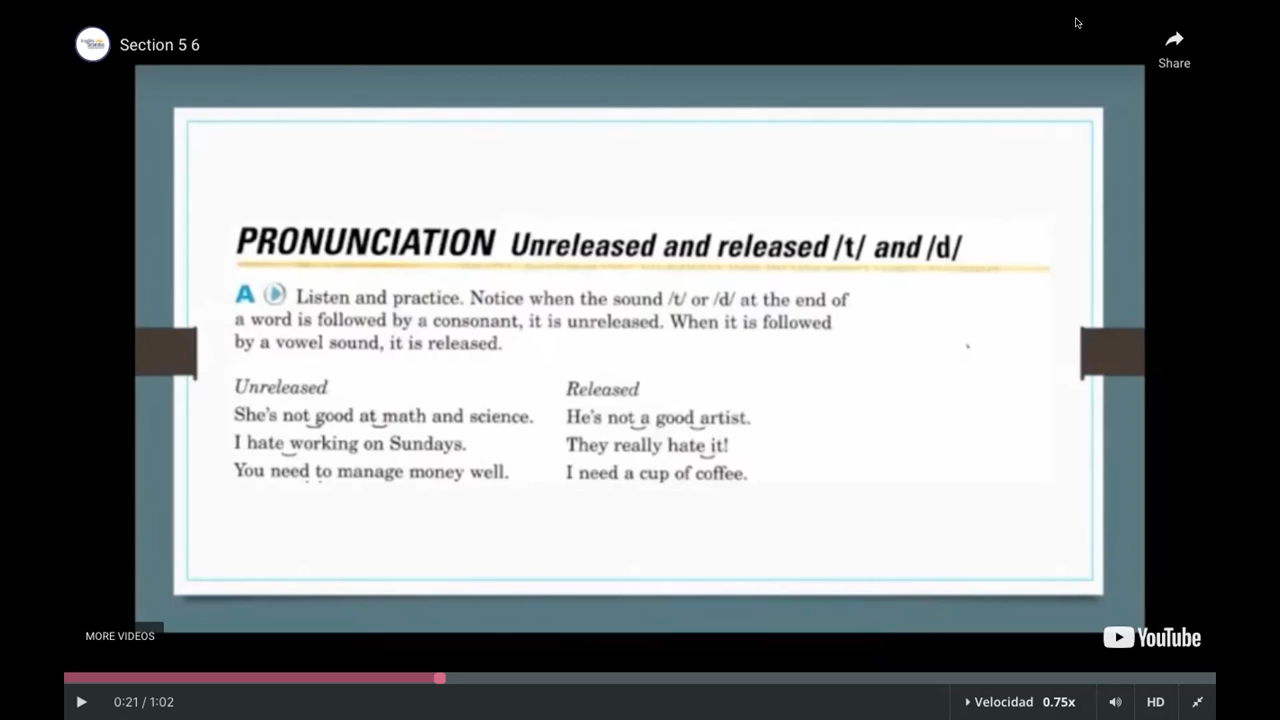 Section 5 6
Share
PRONUNCIATION Unreleased and released /t/ and /d/
A Listen and practice. Notice when the sound /t/ or /d/ at the end of
a word is followed by a consonant, it is unreleased. When it is followed
by a vowel sound, it is released.
Unreleased
She's not good at math and science.
I hate working on Sundays.
You need to manage money well.
Released
He's not a good artist.
They really hate it!
I need a cup of coffee.
MORE VIDEOS
YouTube
0:21 / 1:02
Velocidad 0.75x
HD